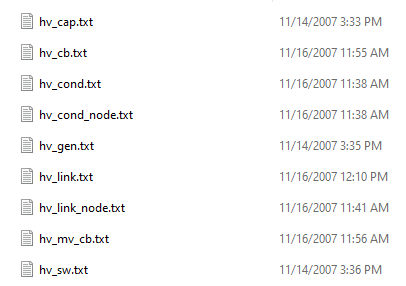 hv_cap.txt 11/14/2007 3:33 PM
hv_cb.txt 11/16/2007 11:55 AM
hv_cond.txt 11/16/2007 11:38 AM
hv_cond_node.txt 11/16/2007 11:38 AM
hv_gen.txt 11/14/2007 3:35 PM
hv_link.txt 11/16/2007 12:10 PM
hv_link_node.txt 11/16/2007 11:41 AM
hv_mv_cb.txt 11/16/2007 11:56 AM
hv_sw.txt 11/14/2007 3:36 PM